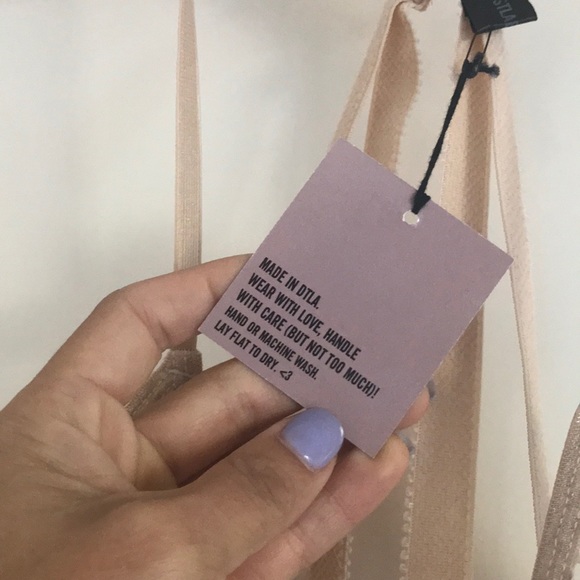 MADE IN DTLA.
WEAR WITH LOVE, HANDLE
WITH CARE (BUT NOT TOO MUCH)!
HAND OR MACHINE WASH.
LAY FLAT TO DRY. <3